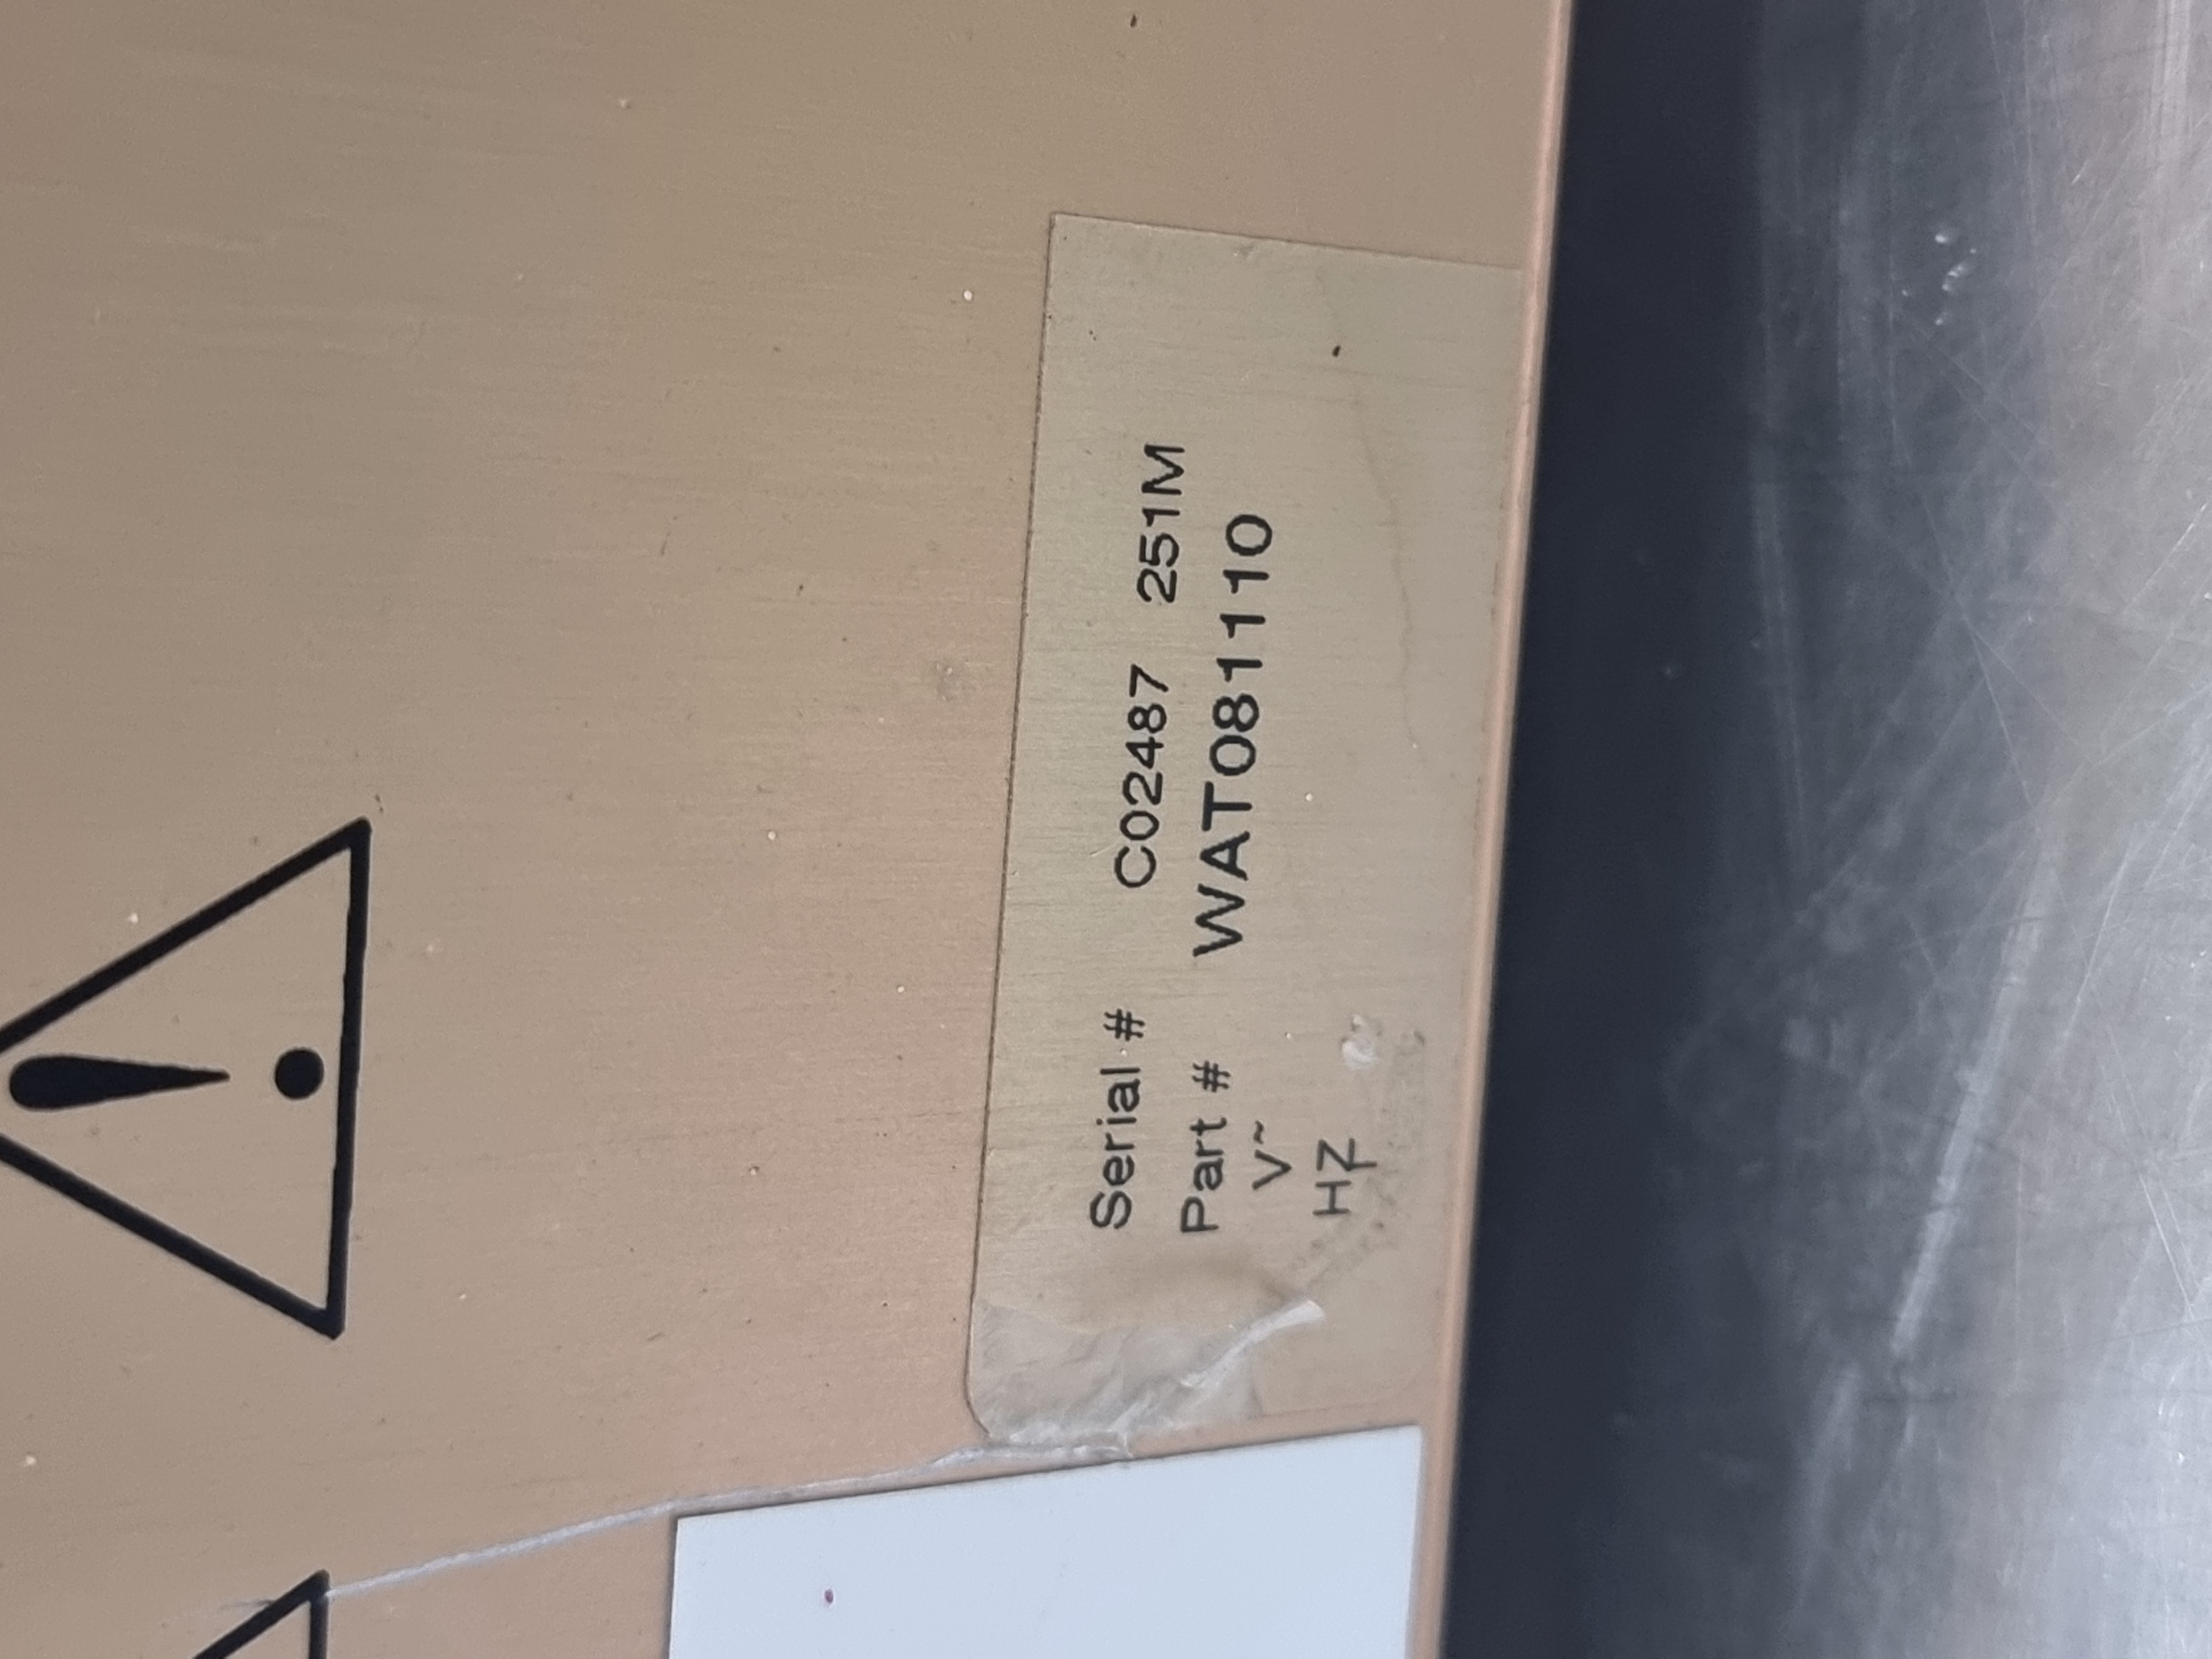 Serial # C02487 251M
Part # WAT081110
V~
HZ